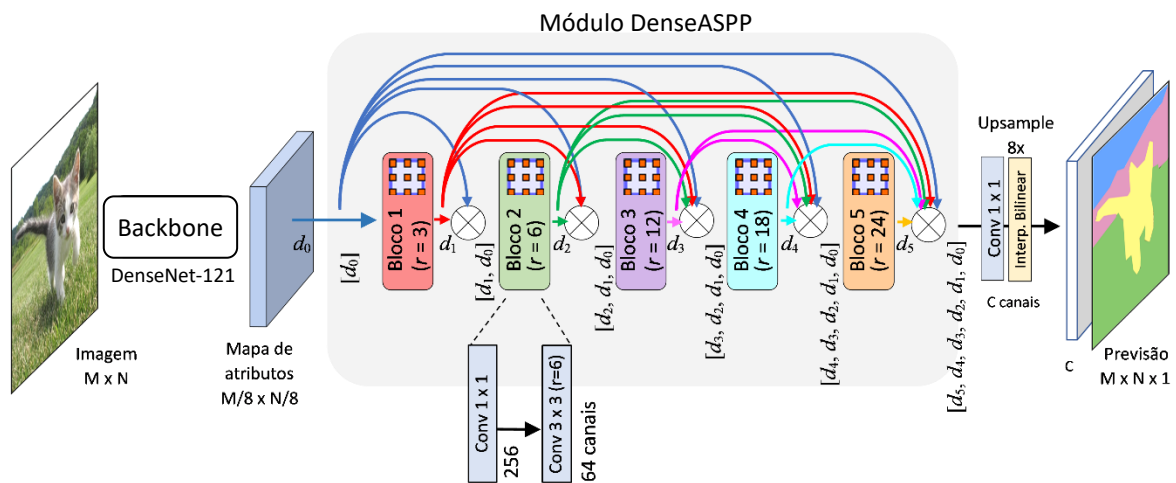 Módulo DenseASPP
Backbone
DenseNet-121
Imagem
M x N
Mapa de
atributos
M/8 x N/8
d₀
[d₀]
Bloco 1
(r = 3)
d₁
[d₁, d₀]
Bloco 2
(r = 6)
d₂
[d₂, d₁, d₁, d₀]
Bloco 3
(r = 12)
d₃
[d₃, d₂, d₁, d₀]
Bloco 4
(r = 18)
d₄
[d₄, d₃, d₂, d₁, d₀]
Bloco 5
(r = 24)
d₅
[d₅, d₄, d₃, d₂, d₁, d₀]
Conv 1 x 1
256
Conv 3 x 3 (r=6)
64 canais
Upsample
8x
Conv 1 x 1
Interp. Bilinear
C canais
C
Previsão
M x N x 1